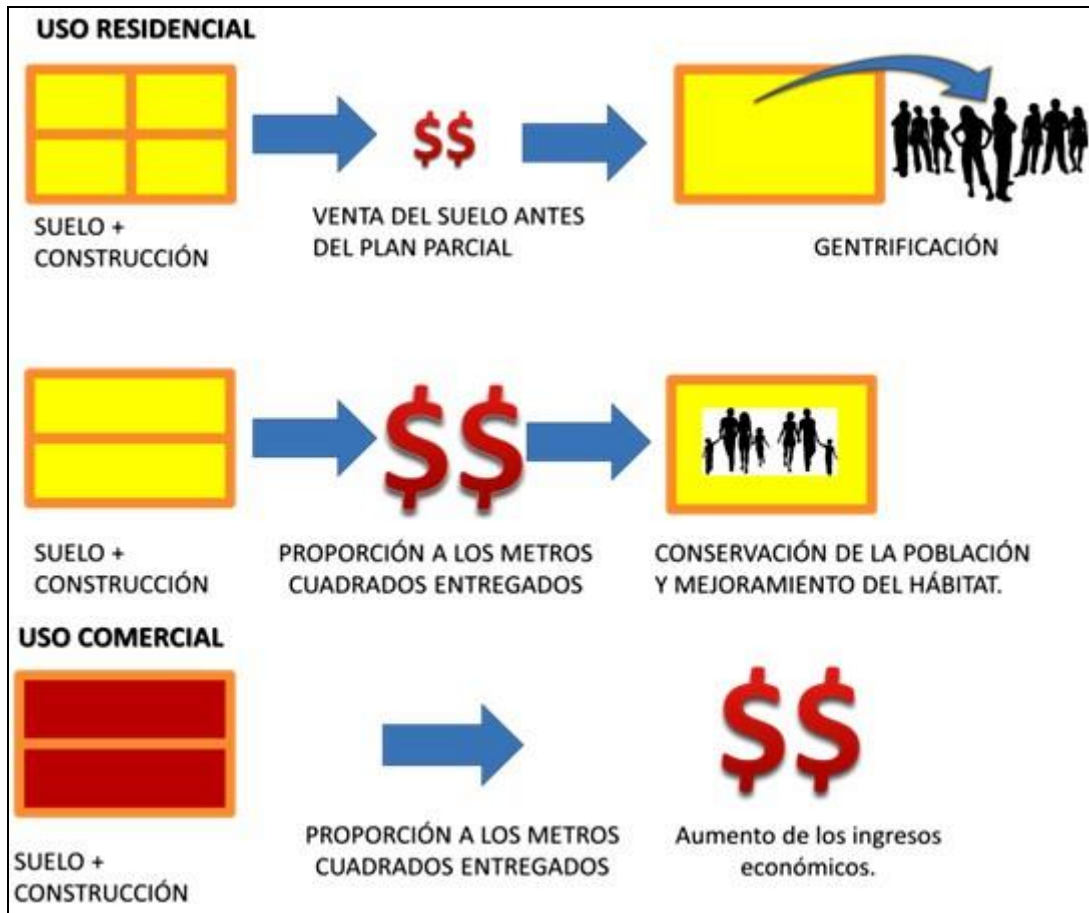 USO RESIDENCIAL
$$
SUELO +
CONSTRUCCIÓN
VENTA DEL SUELO ANTES
DEL PLAN PARCIAL
GENTRIFICACIÓN
$$
SUELO +
CONSTRUCCIÓN
PROPORCIÓN A LOS METROS
CUADRADOS ENTREGADOS
CONSERVACIÓN DE LA POBLACIÓN
Y MEJORAMIENTO DEL HÁBITAT.
USO COMERCIAL
$$
SUELO +
CONSTRUCCIÓN
PROPORCIÓN A LOS METROS
CUADRADOS ENTREGADOS
Aumento de los ingresos
económicos.